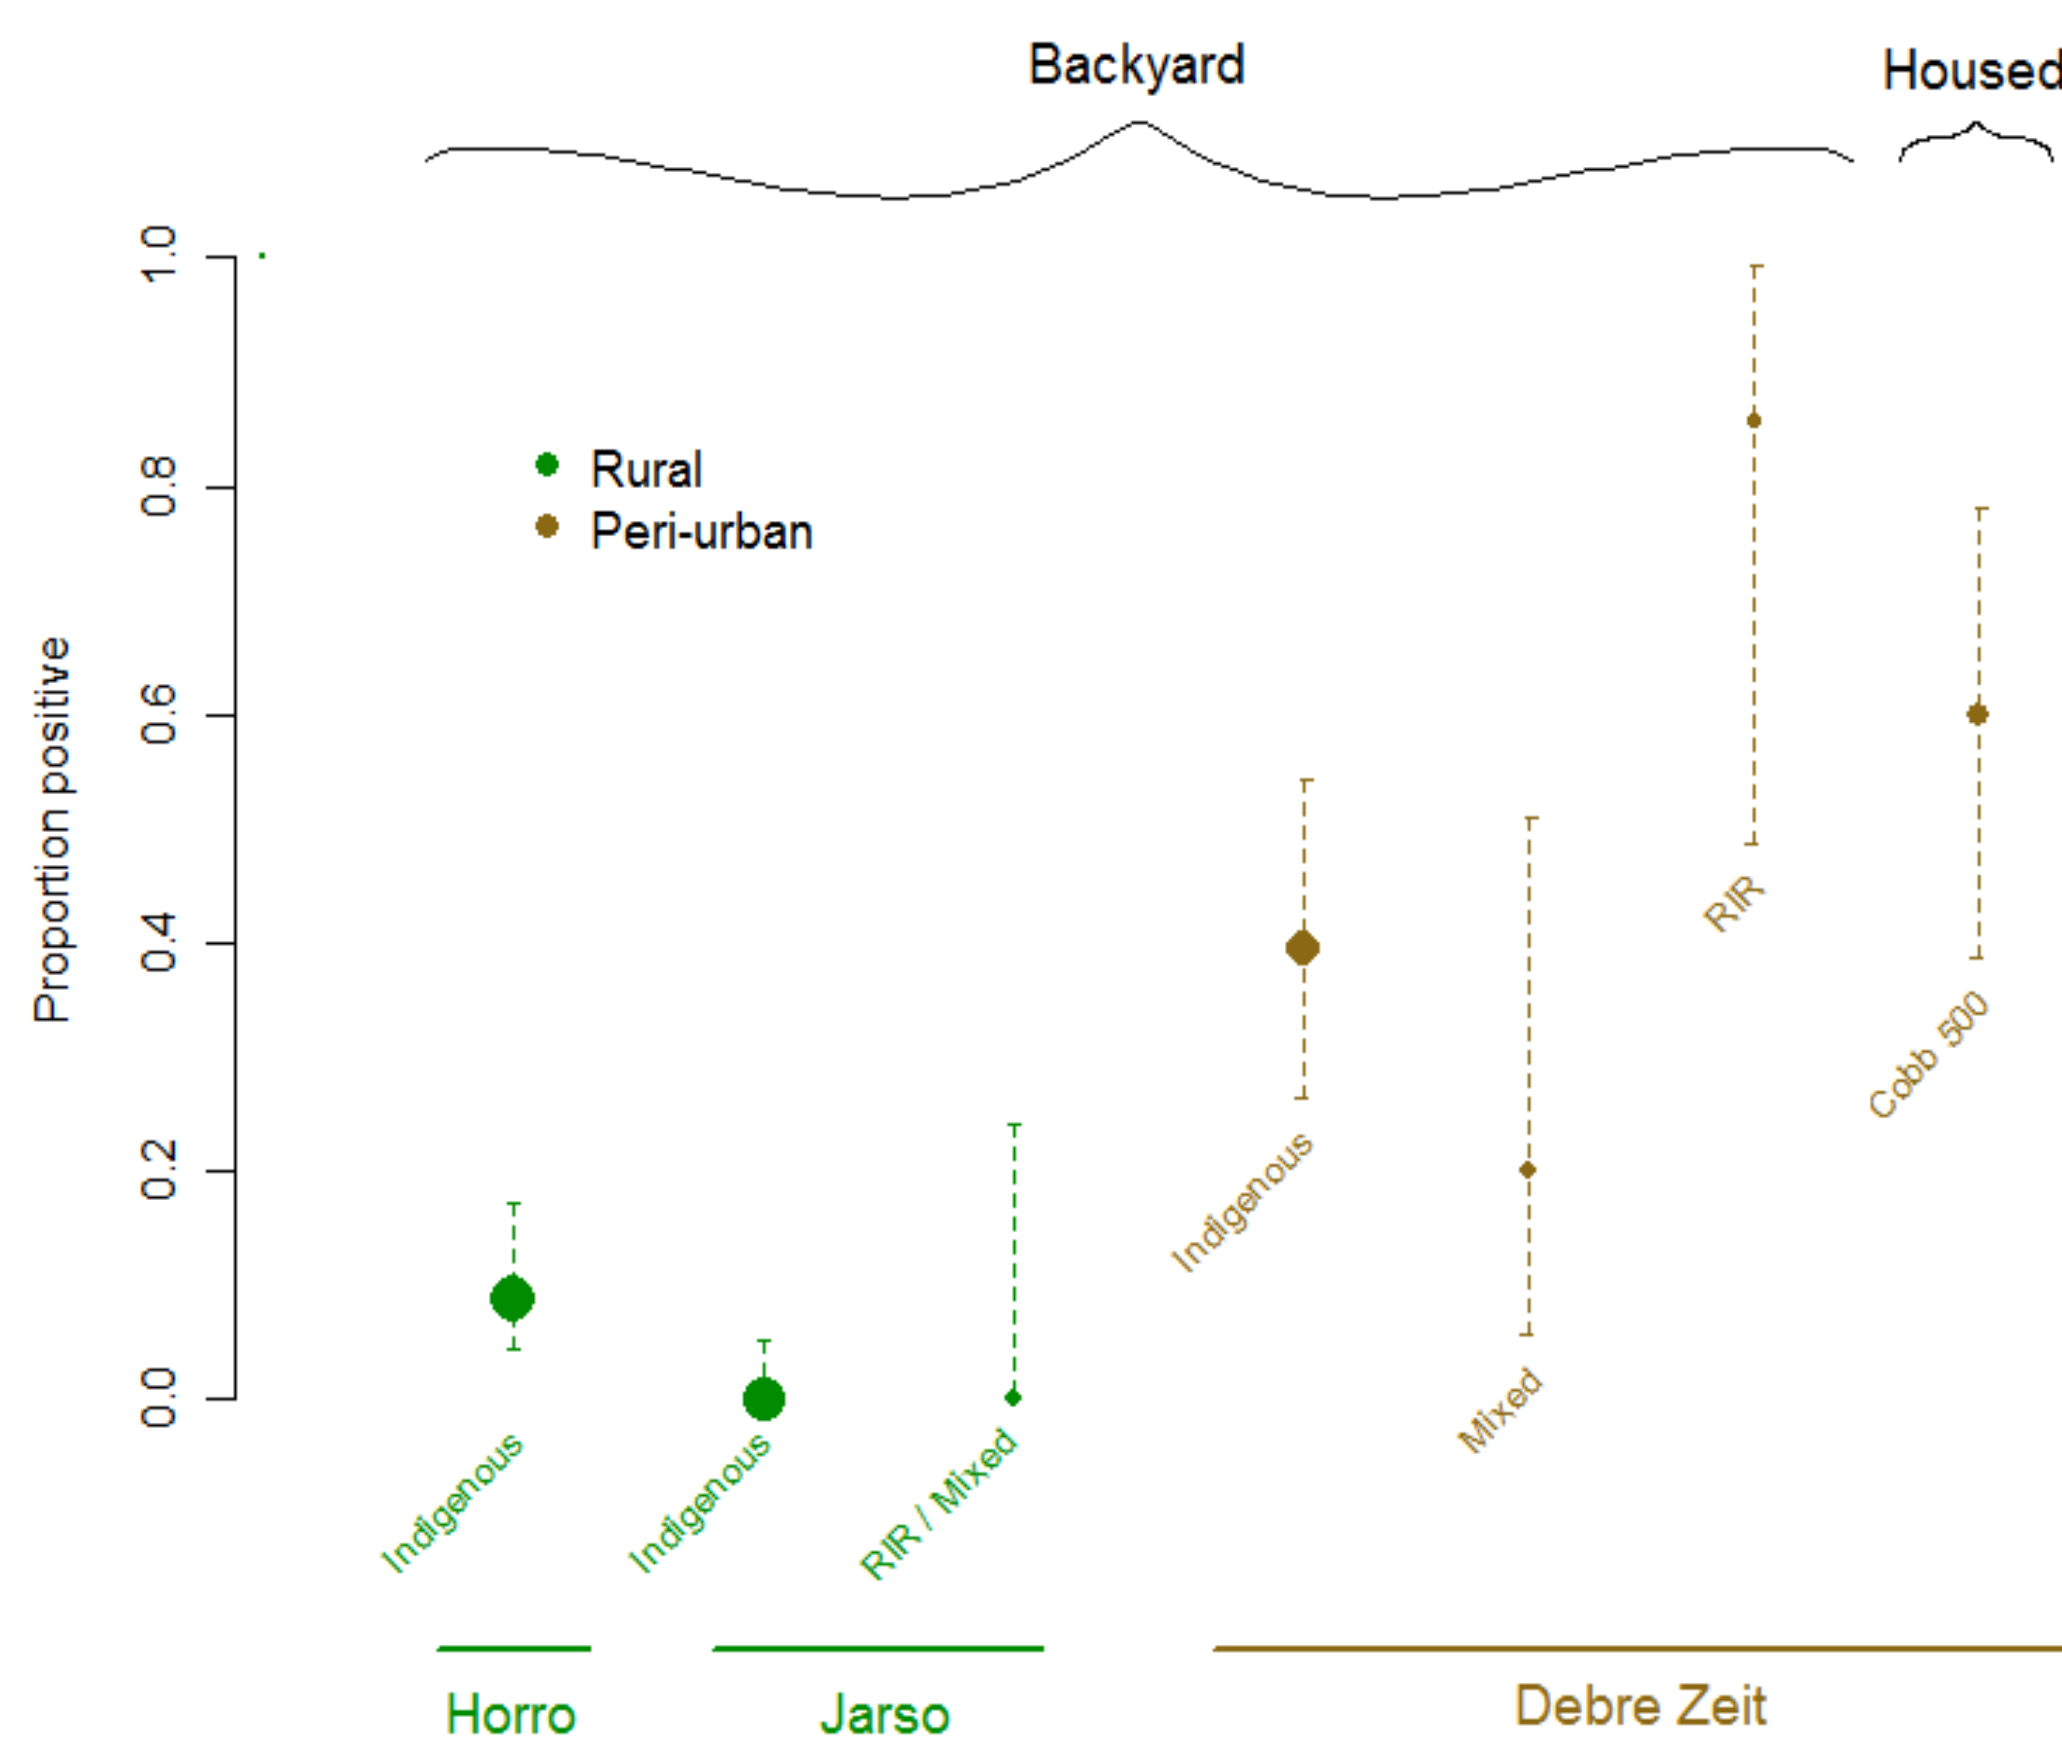 Backyard
Housed
1.0
0.8
0.6
0.4
0.2
0.0
Proportion positive
Rural
Peri-urban
Indigenous
Indigenous
RIR / Mixed
Indigenous
Mixed
RIR
Cobb 500
Horro
Jarso
Debre Zeit